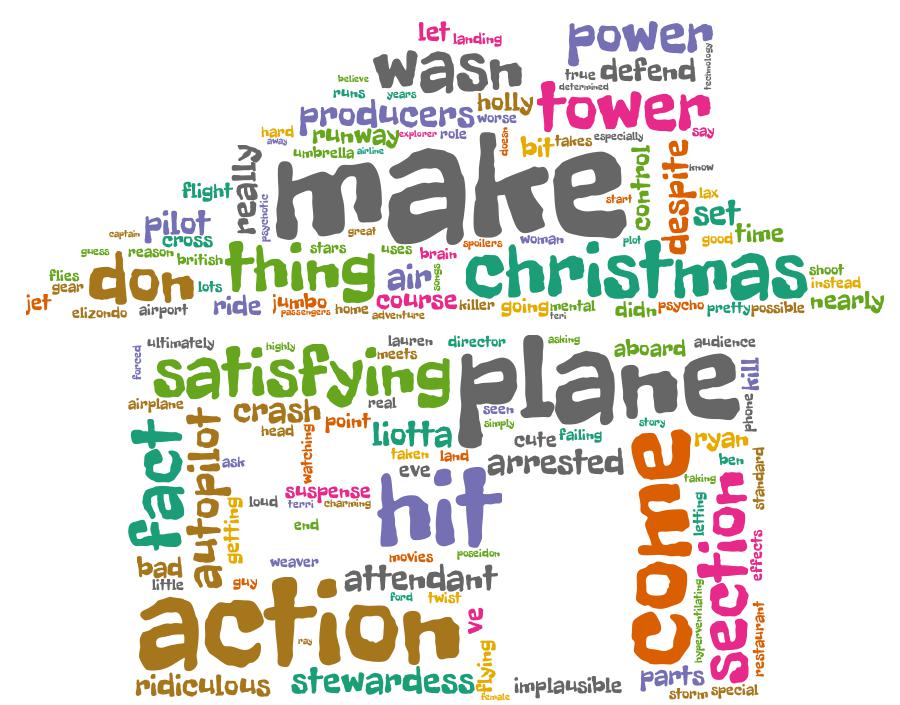 let landing power
wasn true defend technology
believe determined
runs years producers holly tower
worse
hard runway explorer role doesn bit takes especially say
away umbrella airline make control despite know
really
flight psychotic start lax
captain pilot great set
cross woman plot good time
guess reason british stars uses brain spoilers
flies don lots thing air songs christmas shoot
gear instead
jet elizondo airport ride jumbo home course killer going mental didn psycho pretty possible nearly
passengers adventure teri
forced ultimately highly lauren director asking aboard audience
meets
satisfying plane kill
airplane crash real seen phone
head point simply story
fact autopilot watching liotta cute failing come ryan
taken land
ask eve arrested ben standard
suspense hit taking
getting loud terri charming letting section
end
bad weaver movies poseidon effects
little guy attendant hyperventilating
ford twist
action ve restaurant
ray
ridiculous stewardess flying implausible parts
female storm special